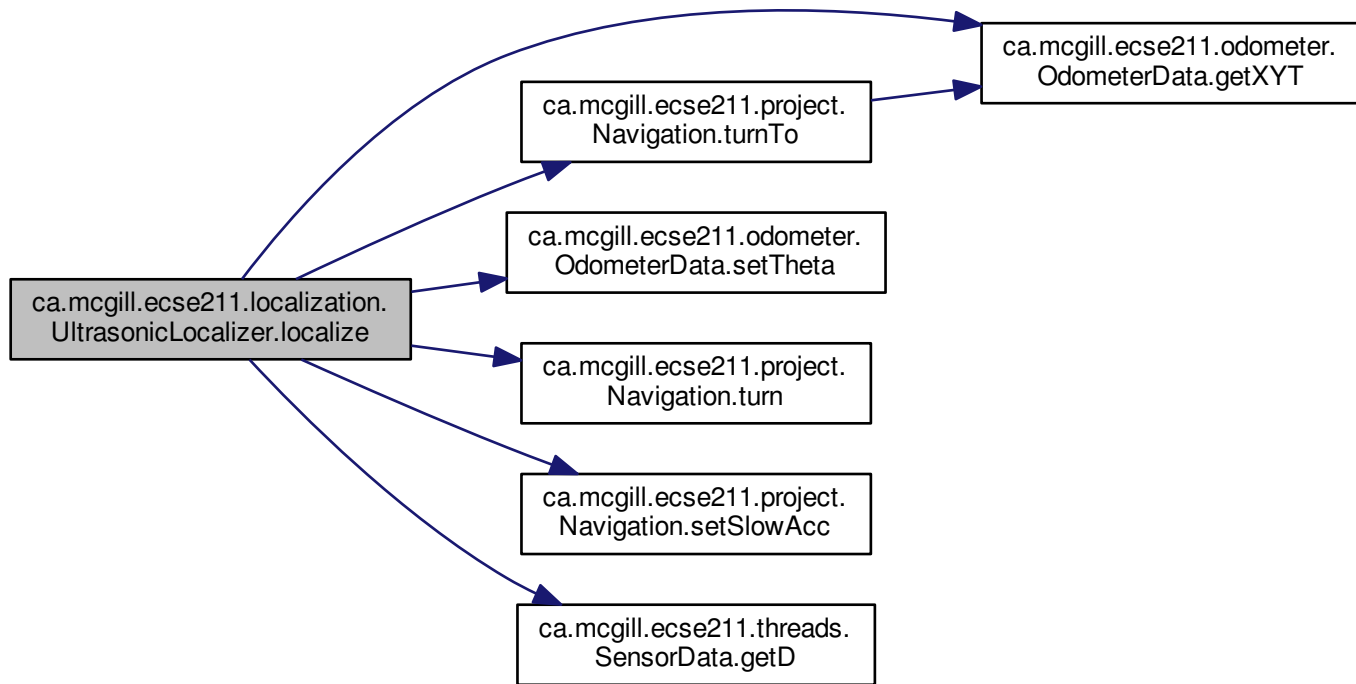 ca.mcgill.ecse211.localization.
UltrasonicLocalizer.localize
ca.mcgill.ecse211.odometer.
OdometerData.getXYT
ca.mcgill.ecse211.project.
Navigation.turnTo
ca.mcgill.ecse211.odometer.
OdometerData.setTheta
ca.mcgill.ecse211.project.
Navigation.turn
ca.mcgill.ecse211.project.
Navigation.setSlowAcc
ca.mcgill.ecse211.threads.
SensorData.getD